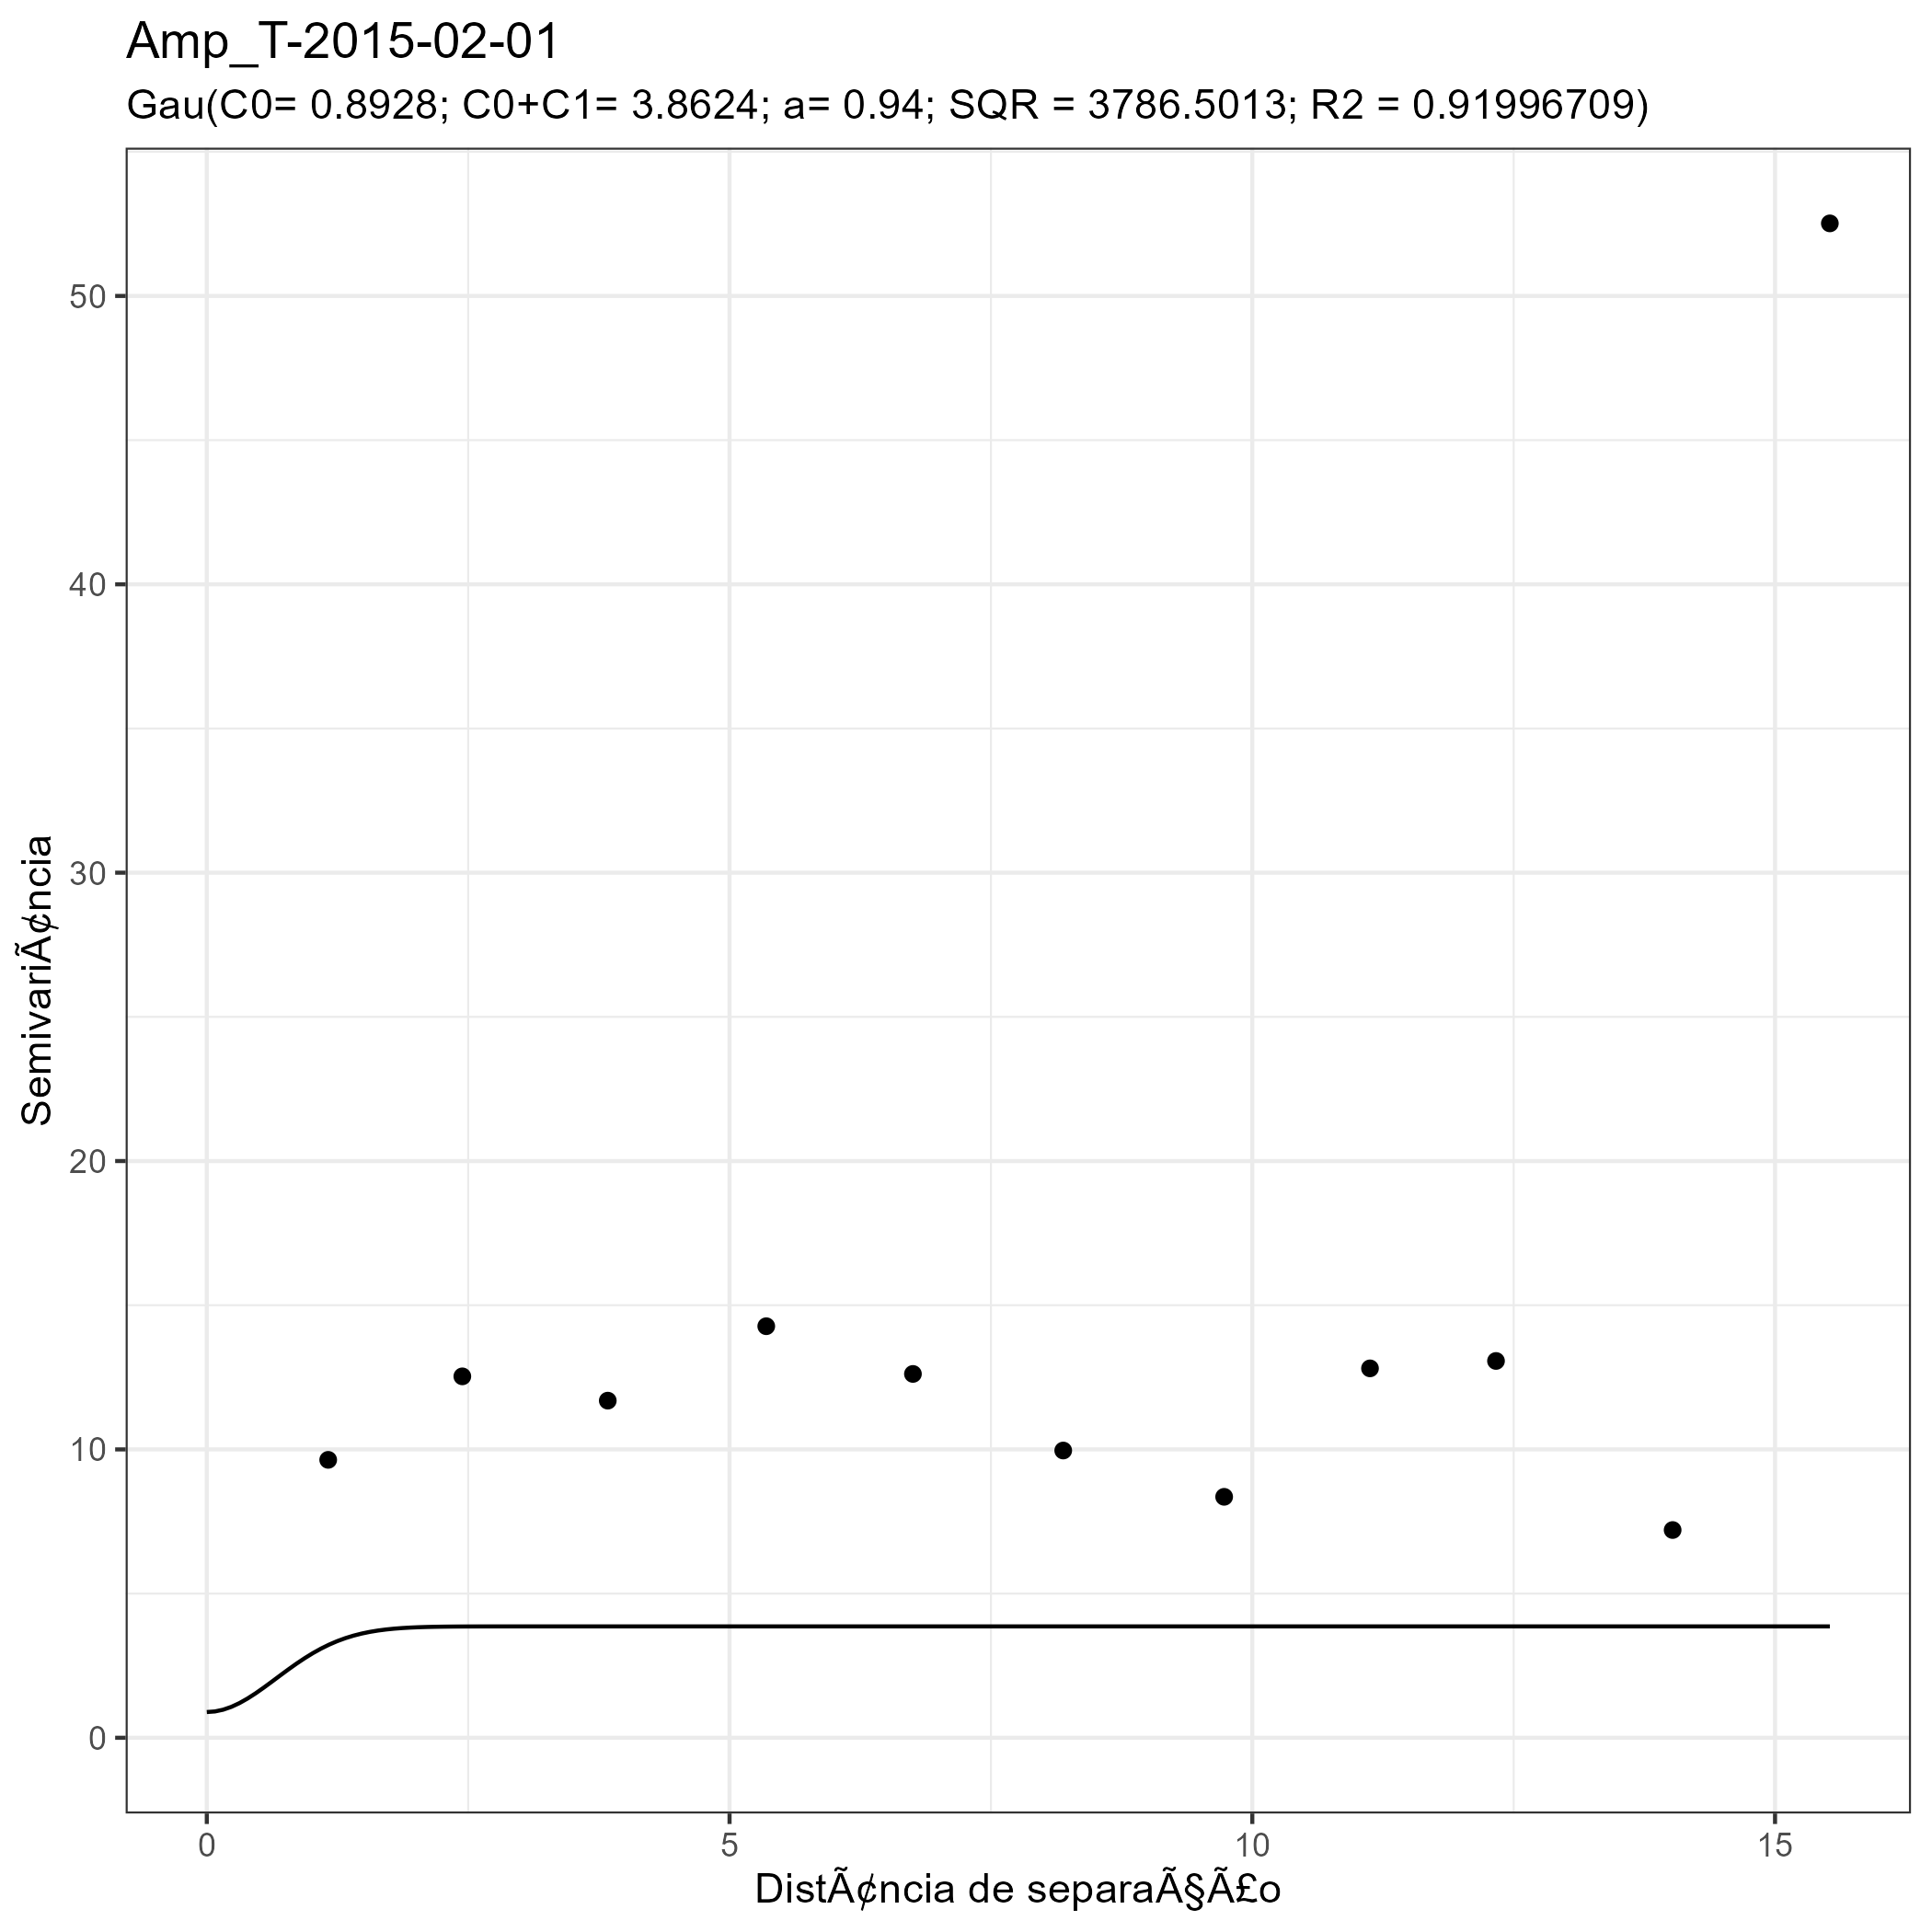 Amp_T-2015-02-01
Gau(C0= 0.8928; C0+C1= 3.8624; a= 0.94; SQR = 3786.5013; R2 = 0.91996709)
50
40
30
20
10
0
SemivariÃ¢ncia
0 5 10 15
DistÃ¢ncia de separaÃ§Ã£o